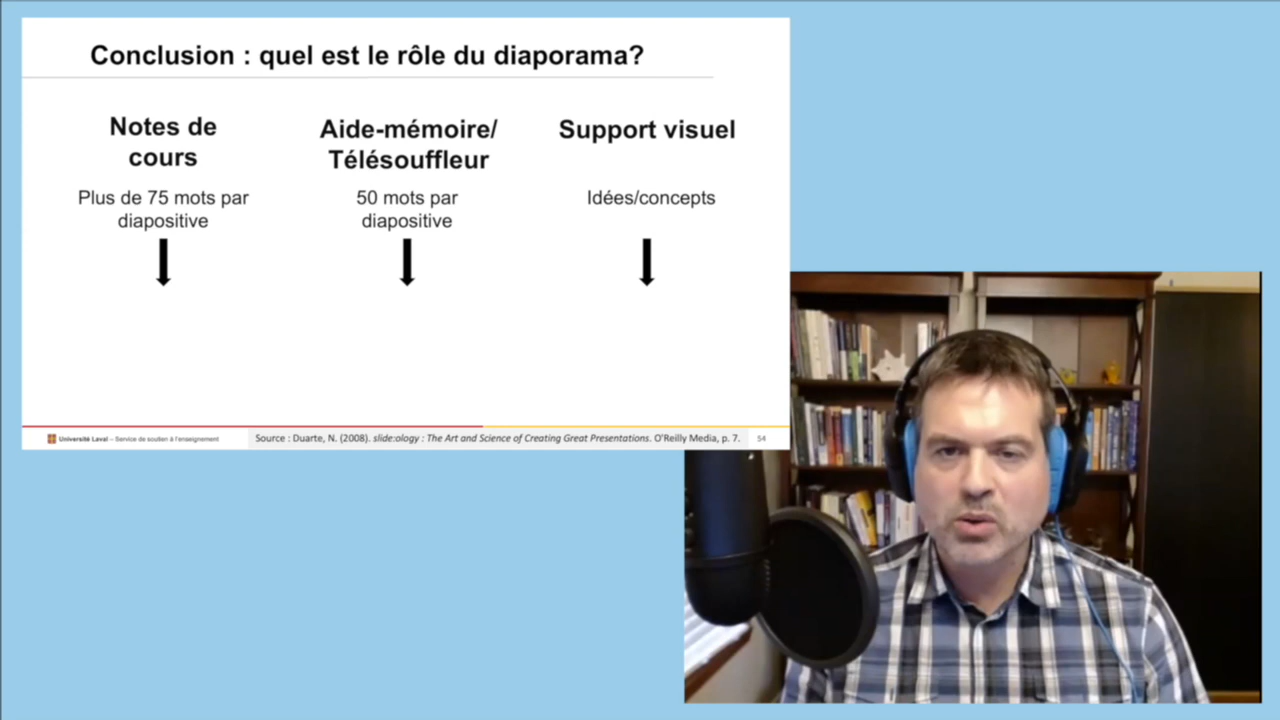 Conclusion : quel est le rôle du diaporama?
Notes de
cours
Plus de 75 mots par
diapositive
Aide-mémoire/
Télésouffleur
50 mots par
diapositive
Support visuel
Idées/concepts
Université Laval – Service de soutien à l'enseignement
Source : Duarte, N. (2008). slide:ology : The Art and Science of Creating Great Presentations. O'Reilly Media, p. 7.
54